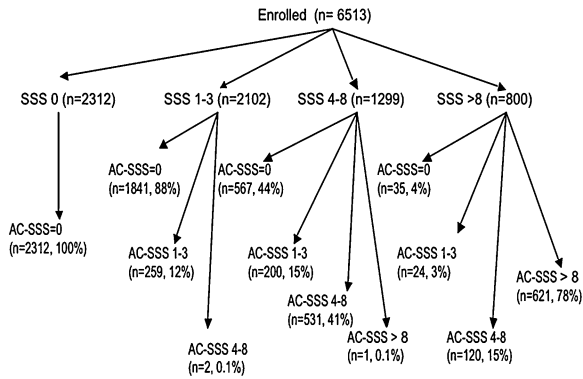 Enrolled (n= 6513)
SSS 0 (n=2312)
SSS 1-3 (n=2102)
SSS 4-8 (n=1299)
SSS >8 (n=800)
AC-SSS=0
(n=2312, 100%)
AC-SSS=0
(n=1841, 88%)
AC-SSS 1-3
(n=259, 12%)
AC-SSS 4-8
(n=2, 0.1%)
AC-SSS=0
(n=567, 44%)
AC-SSS 1-3
(n=200, 15%)
AC-SSS 4-8
(n=531, 41%)
AC-SSS > 8
(n=1, 0.1%)
AC-SSS=0
(n=35, 4%)
AC-SSS 1-3
(n=24, 3%)
AC-SSS 4-8
(n=120, 15%)
AC-SSS > 8
(n=621, 78%)